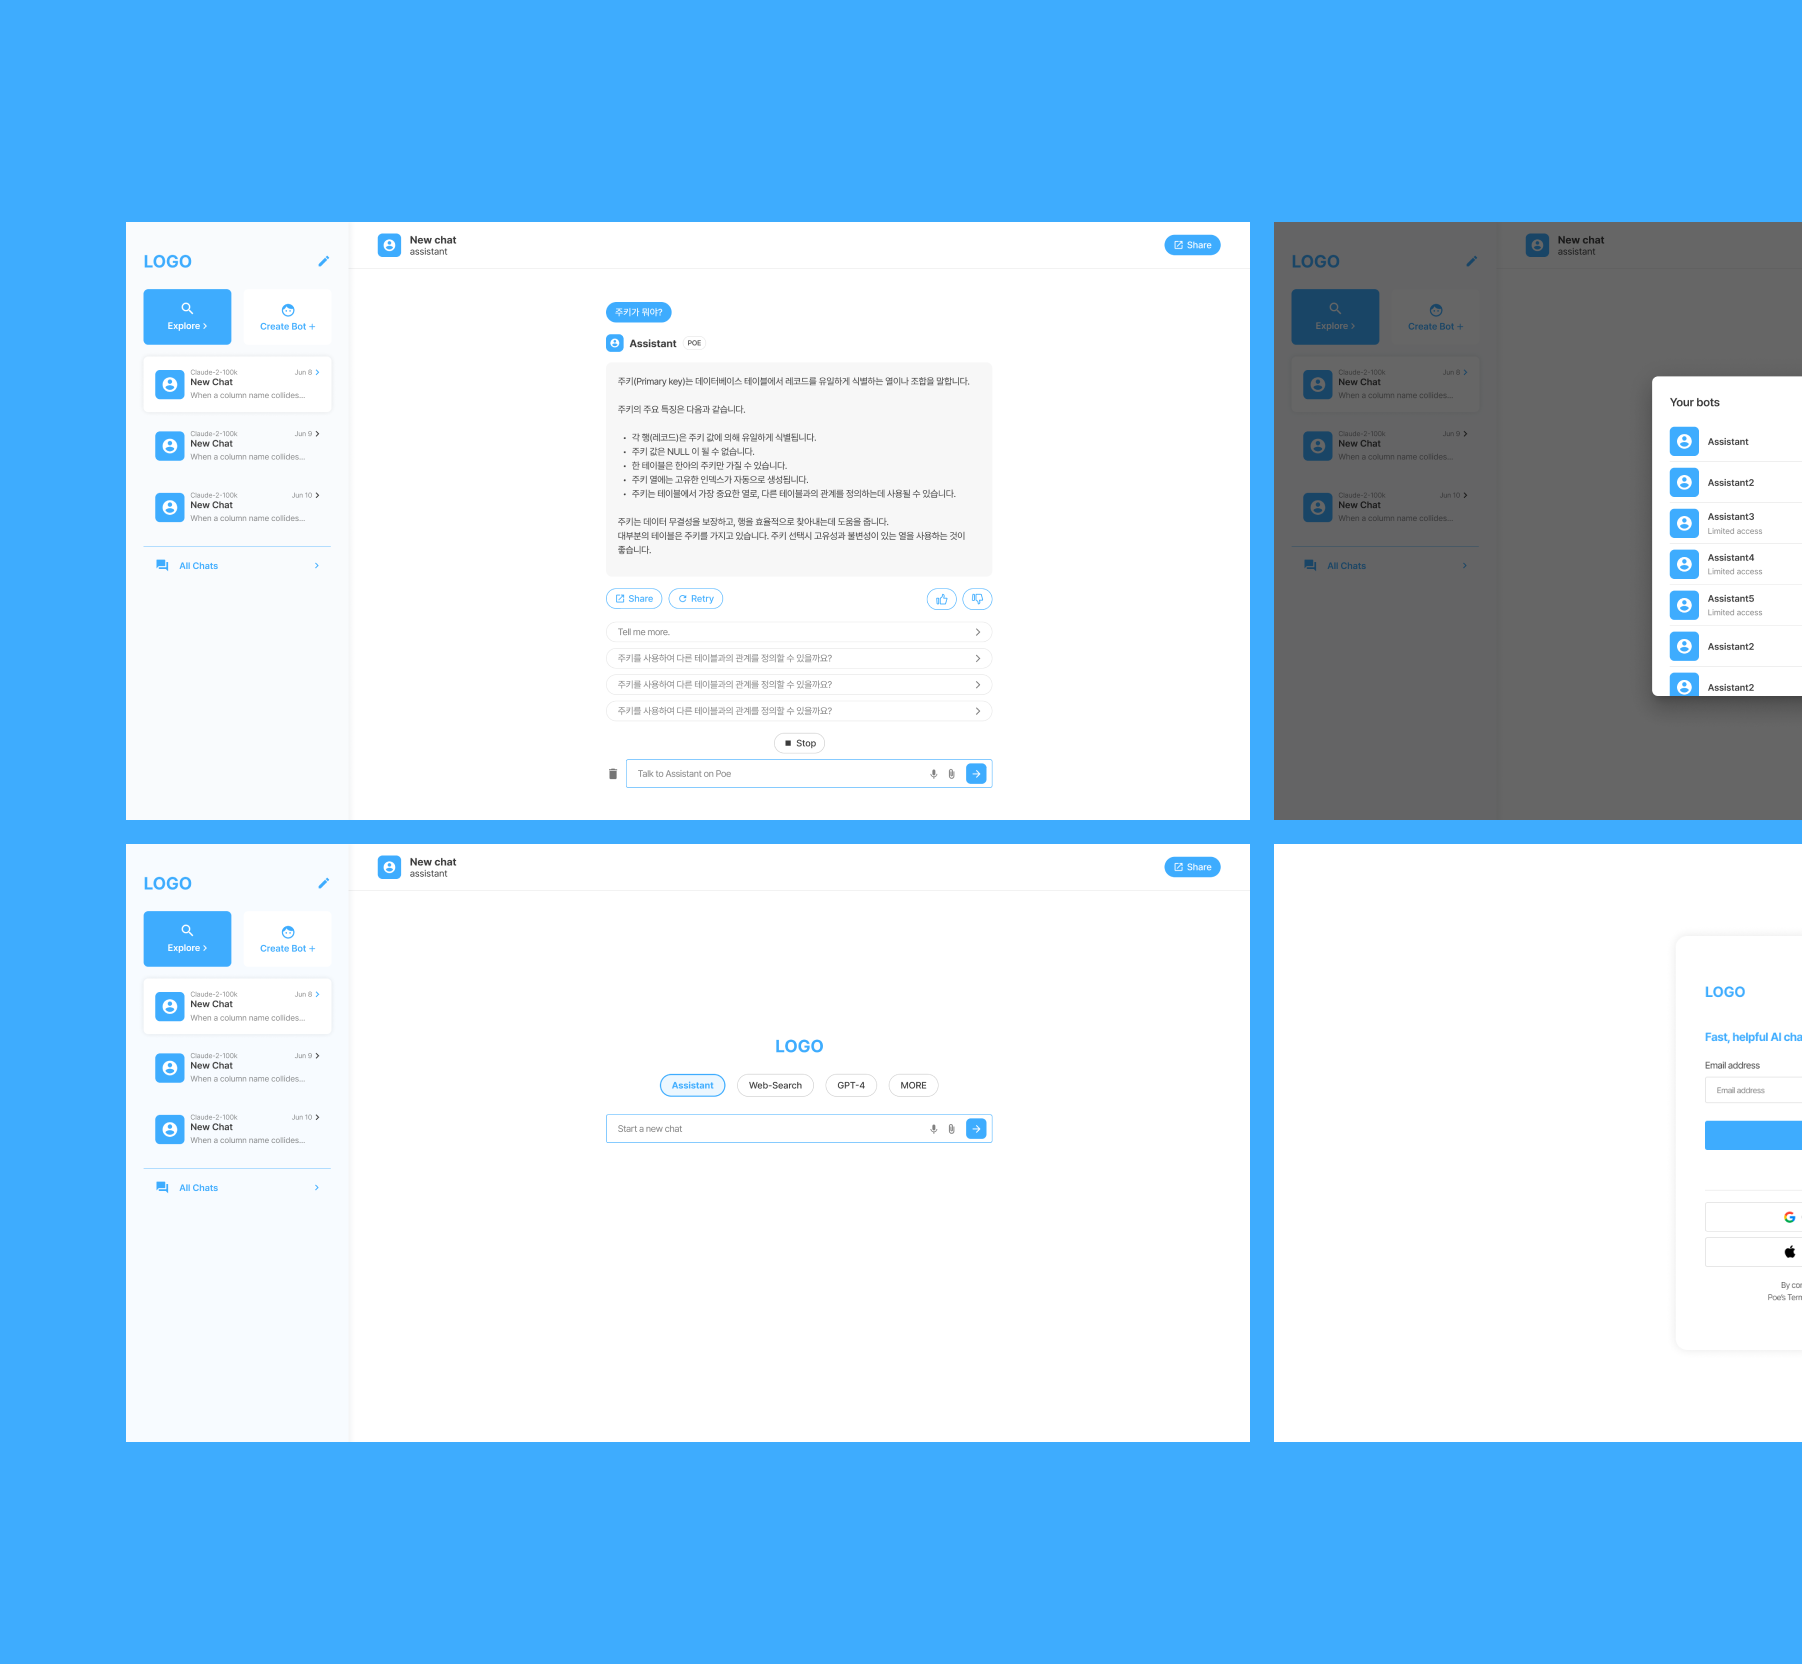 LOGO
Explore >
Create Bot +
Claude-2-100k
Jun 8 >
New Chat
When a column name collides...
Claude-2-100k
Jun 9 >
New Chat
When a column name collides...
Claude-2-100k
Jun 10 >
New Chat
When a column name collides...
All Chats
New chat
assistant
Share
주키가 뭐야?
Assistant POE
주키(Primary key)는 데이터베이스 테이블에서 레코드를 유일하게 식별하는 열이나 조합을 말합니다.
주키의 주요 특징은 다음과 같습니다.
• 각 행(레코드)은 주키 값에 의해 유일하게 식별됩니다.
• 주키 값은 NULL 이 될 수 없습니다.
• 한 테이블은 한아의 주키만 가질 수 있습니다.
• 주키 열에는 고유한 인덱스가 자동으로 생성됩니다.
• 주키는 테이블에서 가장 중요한 열로, 다른 테이블과의 관계를 정의하는데 사용될 수 있습니다.
주키는 데이터 무결성을 보장하고, 행을 효율적으로 찾아내는데 도움을 줍니다.
대부분의 테이블은 주키를 가지고 있습니다. 주키 선택시 고유성과 불변성이 있는 열을 사용하는 것이
좋습니다.
Share
Retry
Tell me more.
주키를 사용하여 다른 테이블과의 관계를 정의할 수 있을까요?
주키를 사용하여 다른 테이블과의 관계를 정의할 수 있을까요?
주키를 사용하여 다른 테이블과의 관계를 정의할 수 있을까요?
Stop
Talk to Assistant on Poe
LOGO
Explore >
Create Bot +
Claude-2-100k
Jun 8 >
New Chat
When a column name collides...
Claude-2-100k
Jun 9 >
New Chat
When a column name collides...
Claude-2-100k
Jun 10 >
New Chat
When a column name collides...
All Chats
New chat
assistant
Your bots
Assistant
Assistant2
Assistant3
Limited access
Assistant4
Limited access
Assistant5
Limited access
Assistant2
Assistant2
LOGO
Explore >
Create Bot +
Claude-2-100k
Jun 8 >
New Chat
When a column name collides...
Claude-2-100k
Jun 9 >
New Chat
When a column name collides...
Claude-2-100k
Jun 10 >
New Chat
When a column name collides...
All Chats
New chat
assistant
Share
LOGO
Assistant
Web-Search
GPT-4
MORE
Start a new chat
LOGO
Fast, helpful AI cha
Email address
Email address
By cor
Poe's Tern